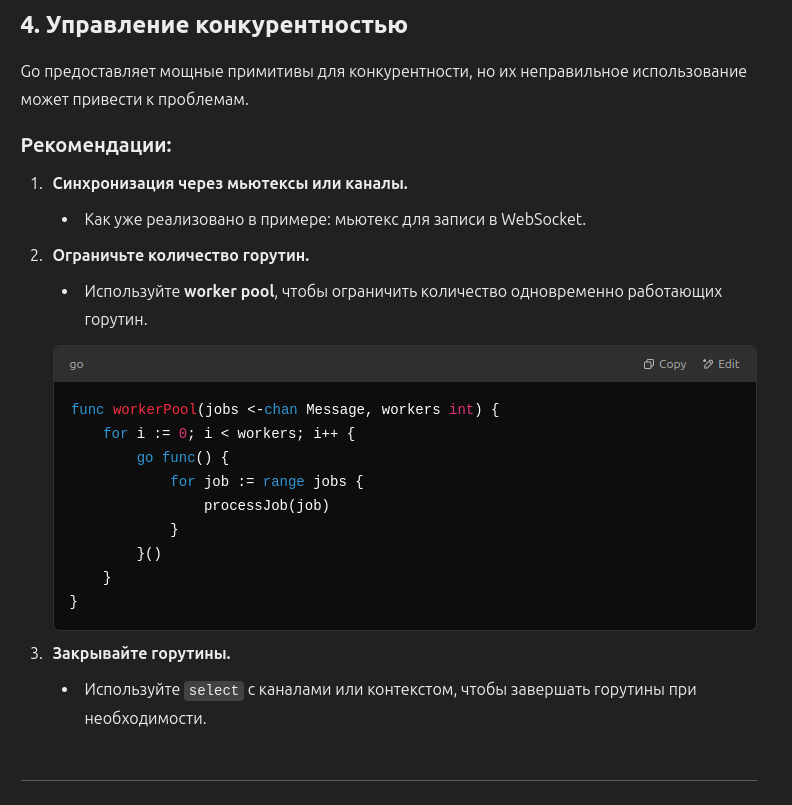 4. Управление конкурентностью
Go предоставляет мощные примитивы для конкурентности, но их неправильное использование
может привести к проблемам.
Рекомендации:
1. Синхронизация через мьютексы или каналы.
• Как уже реализовано в примере: мьютекс для записи в WebSocket.
2. Ограничьте количество горутин.
• Используйте worker pool, чтобы ограничить количество одновременно работающих
горутин.
go Copy Edit
func workerPool(jobs <-chan Message, workers int) {
    for i := 0; i < workers; i++ {
        go func() {
            for job := range jobs {
                processJob(job)
            }
        }()
    }
}
3. Закрывайте горутины.
• Используйте select с каналами или контекстом, чтобы завершать горутины при
необходимости.